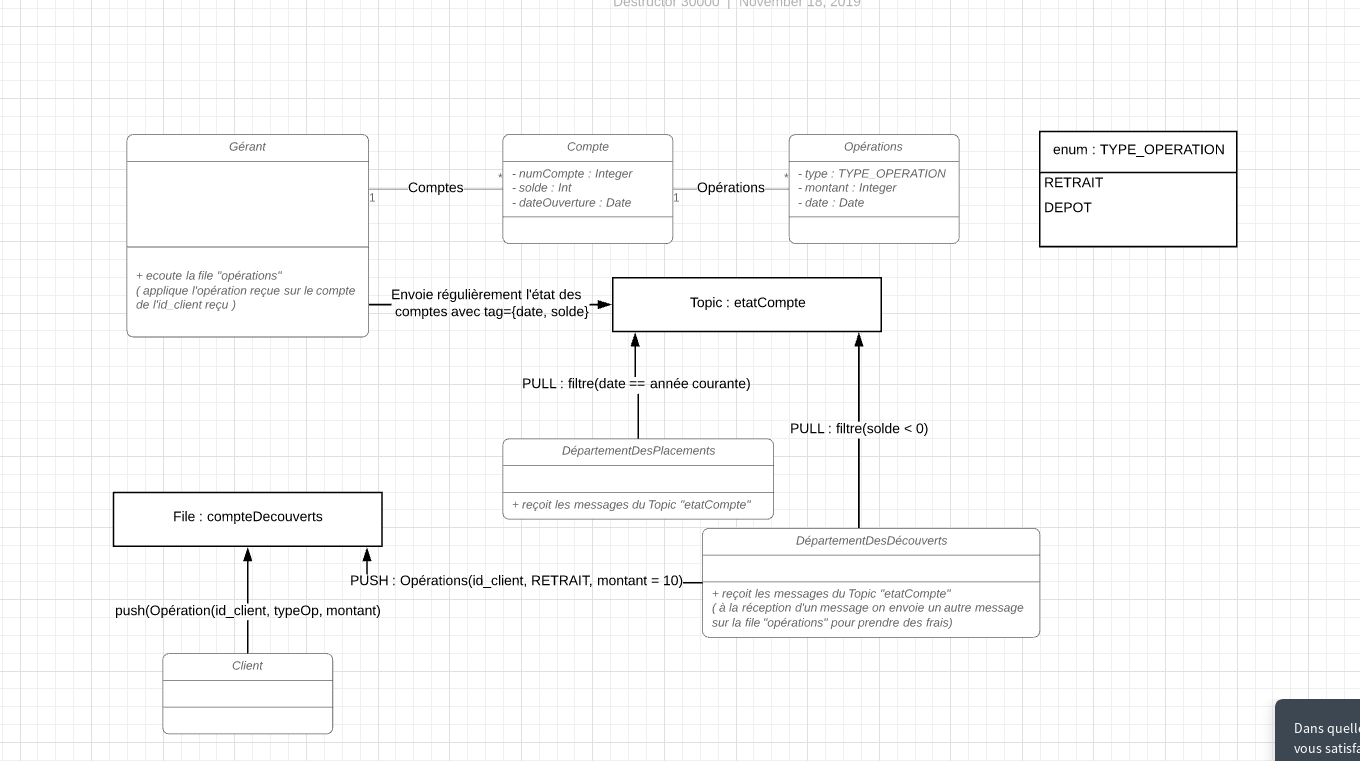 Destructor 30000 | November 18, 2019
Gérant
Compte
Opérations
enum : TYPE_OPERATION
- numCompte : Integer
- solde : Int
- dateOuverture : Date
- type : TYPE_OPERATION
- montant : Integer
- date : Date
RETRAIT
DEPOT
Comptes
*
1
Opérations
*
1
+ ecoute la file "opérations"
( applique l'opération reçue sur le compte
de l'id_client reçu )
Envoie régulièrement l'état des
comptes avec tag={date, solde}
Topic : etatCompte
PULL : filtre(date == année courante)
PULL : filtre(solde < 0)
DépartementDesPlacements
+ reçoit les messages du Topic "etatCompte"
File : compteDecouverts
DépartementDesDécouverts
+ reçoit les messages du Topic "etatCompte"
( à la réception d'un message on envoie un autre message
sur la file "opérations" pour prendre des frais)
PUSH : Opérations(id_client, RETRAIT, montant = 10)
push(Opération(id_client, typeOp, montant)
Client
Dans quelle
vous satisfa